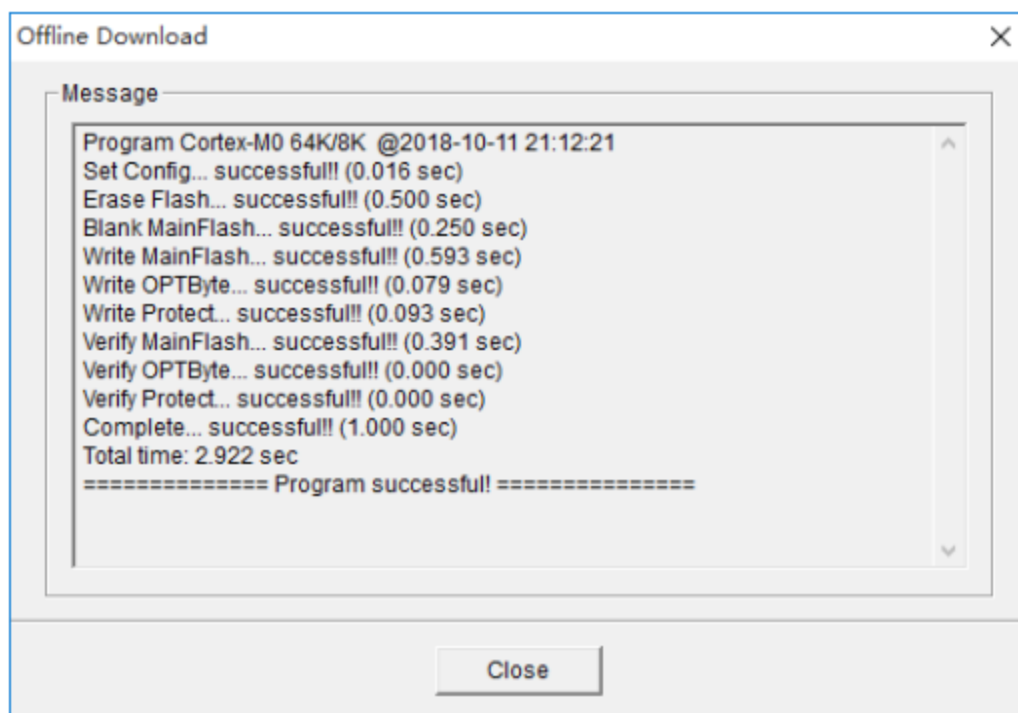 Offline Download
Message
Program Cortex-M0 64K/8K  @2018-10-11 21:12:21
Set Config... successful!! (0.016 sec)
Erase Flash... successful!! (0.500 sec)
Blank MainFlash... successful!! (0.250 sec)
Write MainFlash... successful!! (0.593 sec)
Write OPTByte... successful!! (0.079 sec)
Write Protect... successful!! (0.093 sec)
Verify MainFlash... successful!! (0.391 sec)
Verify OPTByte... successful!! (0.000 sec)
Verify Protect... successful!! (0.000 sec)
Complete... successful!! (1.000 sec)
Total time: 2.922 sec
============== Program successful! ===============
Close